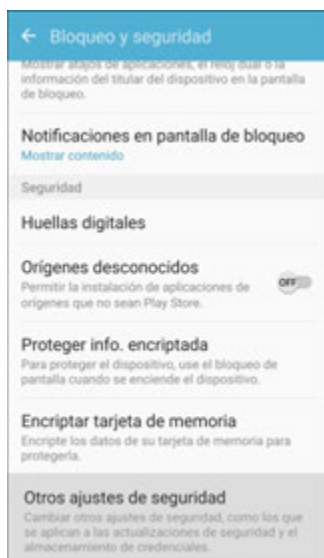 Bloqueo y seguridad
Mostrar atajos de aplicaciones, el reloj dual o la
información del titular del dispositivo en la pantalla
de bloqueo.
Notificaciones en pantalla de bloqueo
Mostrar contenido
Seguridad
Huellas digitales
Orígenes desconocidos
Permitir la instalación de aplicaciones de
orígenes que no sean Play Store.
OFF
Proteger info. encriptada
Para proteger el dispositivo, use el bloqueo de
pantalla cuando se enciende el dispositivo.
Encriptar tarjeta de memoria
Encripte los datos de su tarjeta de memoria para
protegerla.
Otros ajustes de seguridad
Cambiar otros ajustes de seguridad, como los que
se aplican a las actualizaciones de seguridad y el
almacenamiento de credenciales.